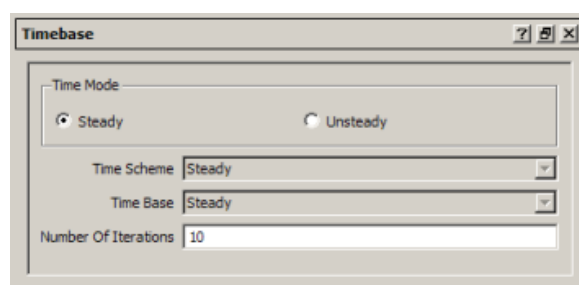 Timebase
Time Mode
Steady
Unsteady
Time Scheme Steady
Time Base Steady
Number Of Iterations 10